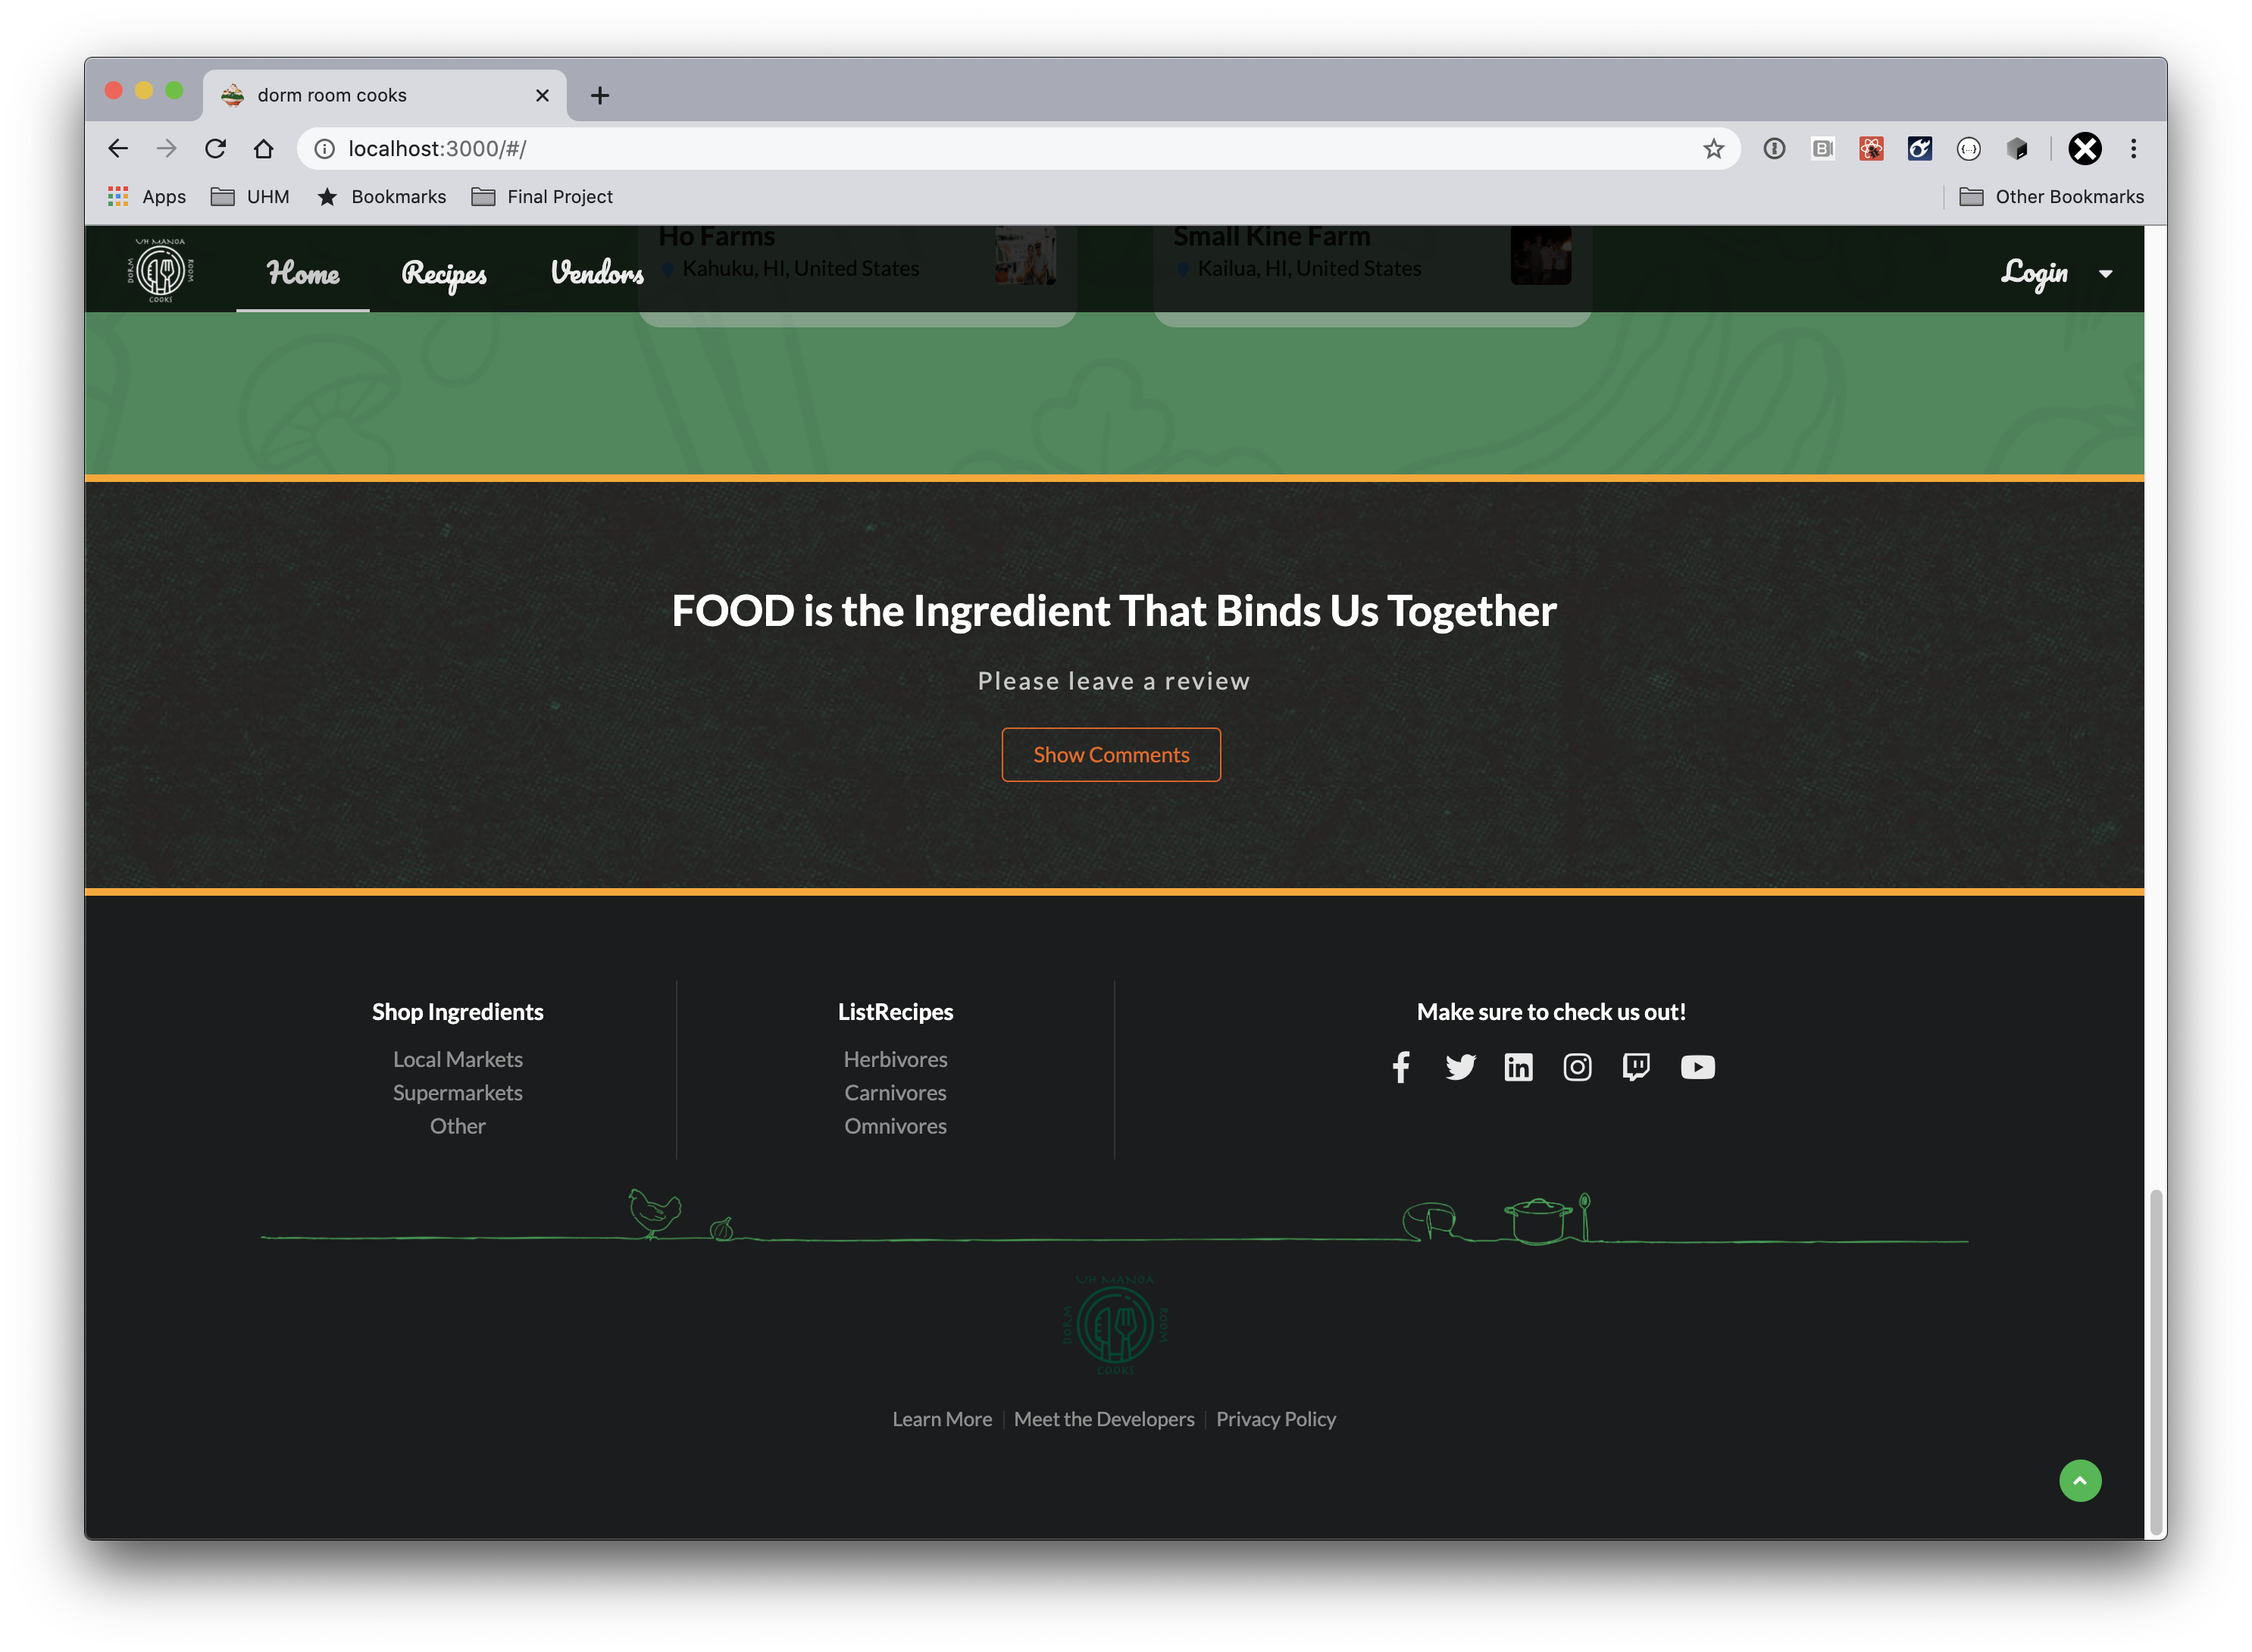 dorm room cooks
localhost:3000/#/
Apps UHM Bookmarks Final Project Other Bookmarks
UH MANOA
DORM ROOM
COOKS
Home Recipes Vendors Login
Ho Farms
Kahuku, HI, United States
Small Kine Farm
Kailua, HI, United States
FOOD is the Ingredient That Binds Us Together
Please leave a review
Show Comments
Shop Ingredients
Local Markets
Supermarkets
Other
ListRecipes
Herbivores
Carnivores
Omnivores
Make sure to check us out!
UH MANOA
DORM ROOM
COOKS
Learn More | Meet the Developers | Privacy Policy